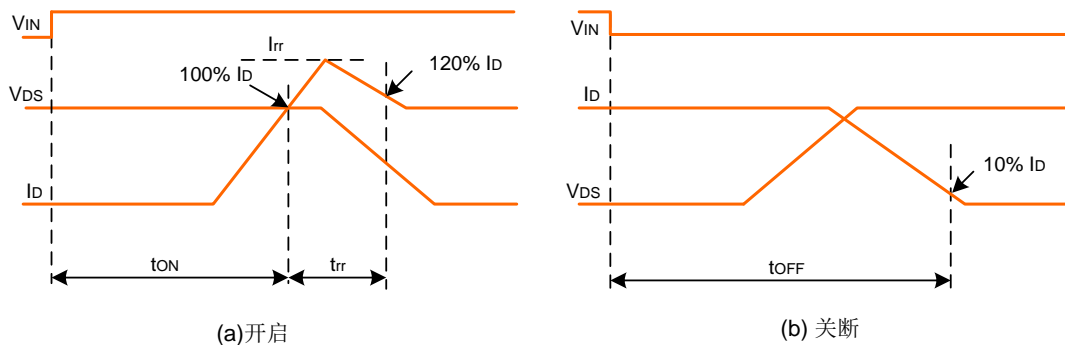 VIN
Irr
100% ID
120% ID
VDS
ID
tON
trr
(a)开启
VIN
ID
VDS
10% ID
tOFF
(b) 关断